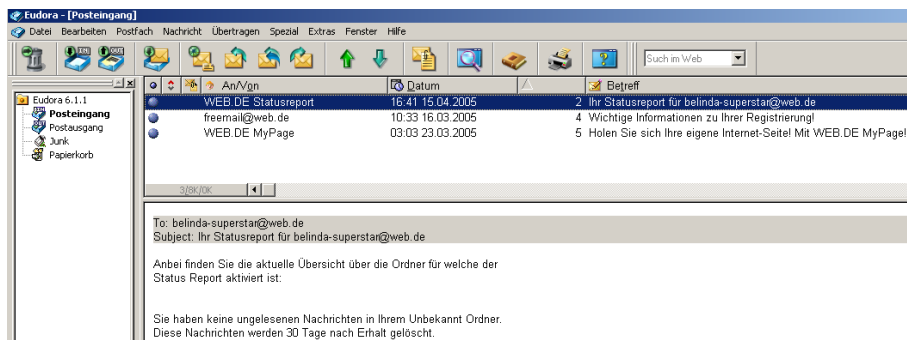 Eudora - [Posteingang]
Datei Bearbeiten Postfach Nachricht Übertragen Spezial Extras Fenster Hilfe
IN OUT Such im Web
An/Von Datum Betreff
Eudora 6.1.1
Posteingang
Postausgang
Junk
Papierkorb
WEB.DE Statusreport 16:41 15.04.2005 2 Ihr Statusreport für belinda-superstar@web.de
freemail@web.de 10:33 16.03.2005 4 Wichtige Informationen zu Ihrer Registrierung!
WEB.DE MyPage 03:03 23.03.2005 5 Holen Sie sich Ihre eigene Internet-Seite! Mit WEB.DE MyPage!
3/8K/0K
To: belinda-superstar@web.de
Subject: Ihr Statusreport für belinda-superstar@web.de
Anbei finden Sie die aktuelle Übersicht über die Ordner für welche der
Status Report aktiviert ist:
Sie haben keine ungelesenen Nachrichten in Ihrem Unbekannt Ordner.
Diese Nachrichten werden 30 Tage nach Erhalt gelöscht.